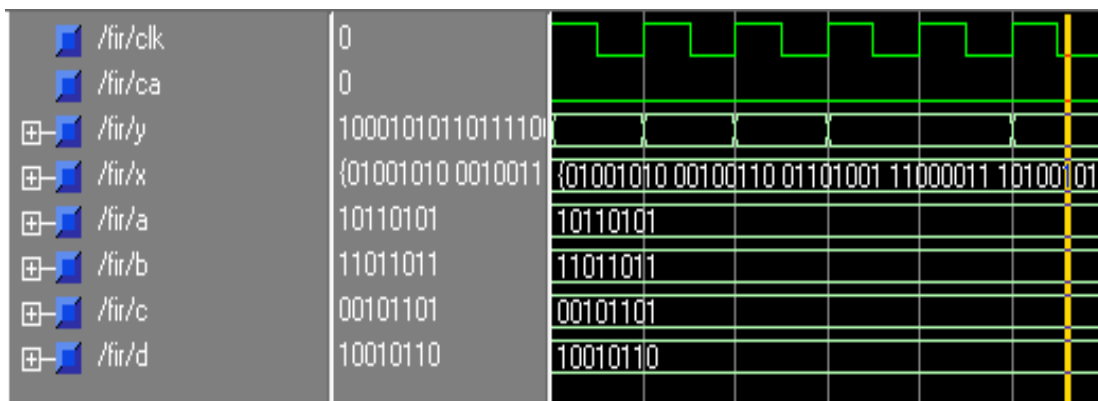 /fir/clk 0
/fir/ca 0
/fir/y 1000101011011110
/fir/x {01001010 0010011 {01001010 00100110 01101001 11000011 10100101
/fir/a 10110101 10110101
/fir/b 11011011 11011011
/fir/c 00101101 00101101
/fir/d 10010110 10010110